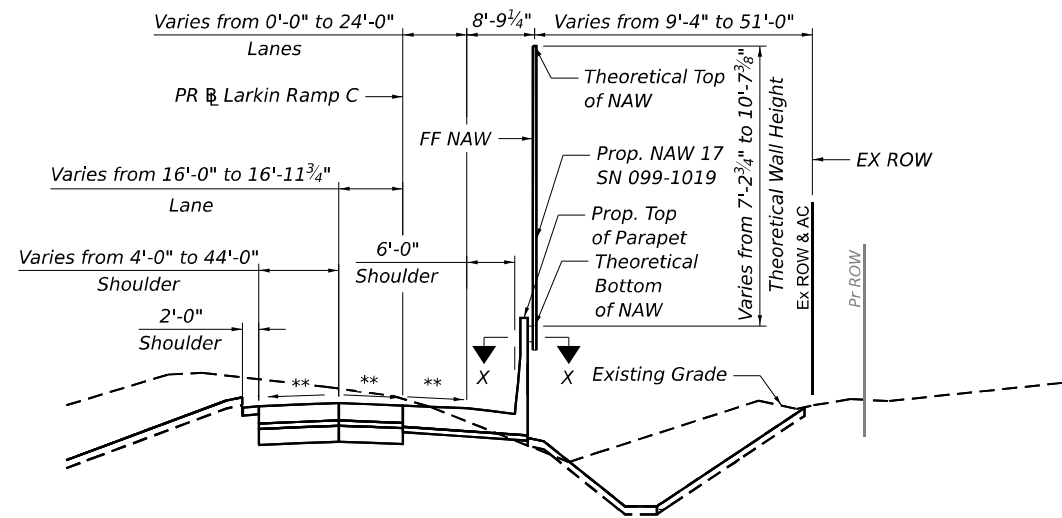 Varies from 0'-0" to 24'-0"
Lanes
8'-9¼"
Varies from 9'-4" to 51'-0"
PR ℄ Larkin Ramp C
Theoretical Top
of NAW
FF NAW
Varies from 7'-2¾" to 10'-7⅜"
Theoretical Wall Height
EX ROW
Prop. NAW 17
SN 099-1019
Varies from 16'-0" to 16'-11¾"
Lane
Prop. Top
of Parapet
Theoretical
Bottom
of NAW
6'-0"
Shoulder
Varies from 4'-0" to 44'-0"
Shoulder
Ex ROW & AC
Pr ROW
2'-0"
Shoulder
X
X
Existing Grade
**
**
**